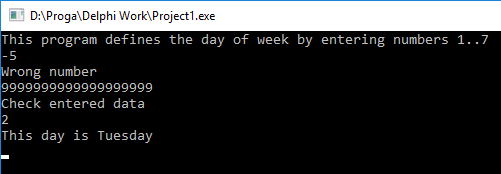 D:\Proga\Delphi Work\Project1.exe
This program defines the day of week by entering numbers 1..7
-5
Wrong number
9999999999999999999
Check entered data
2
This day is Tuesday